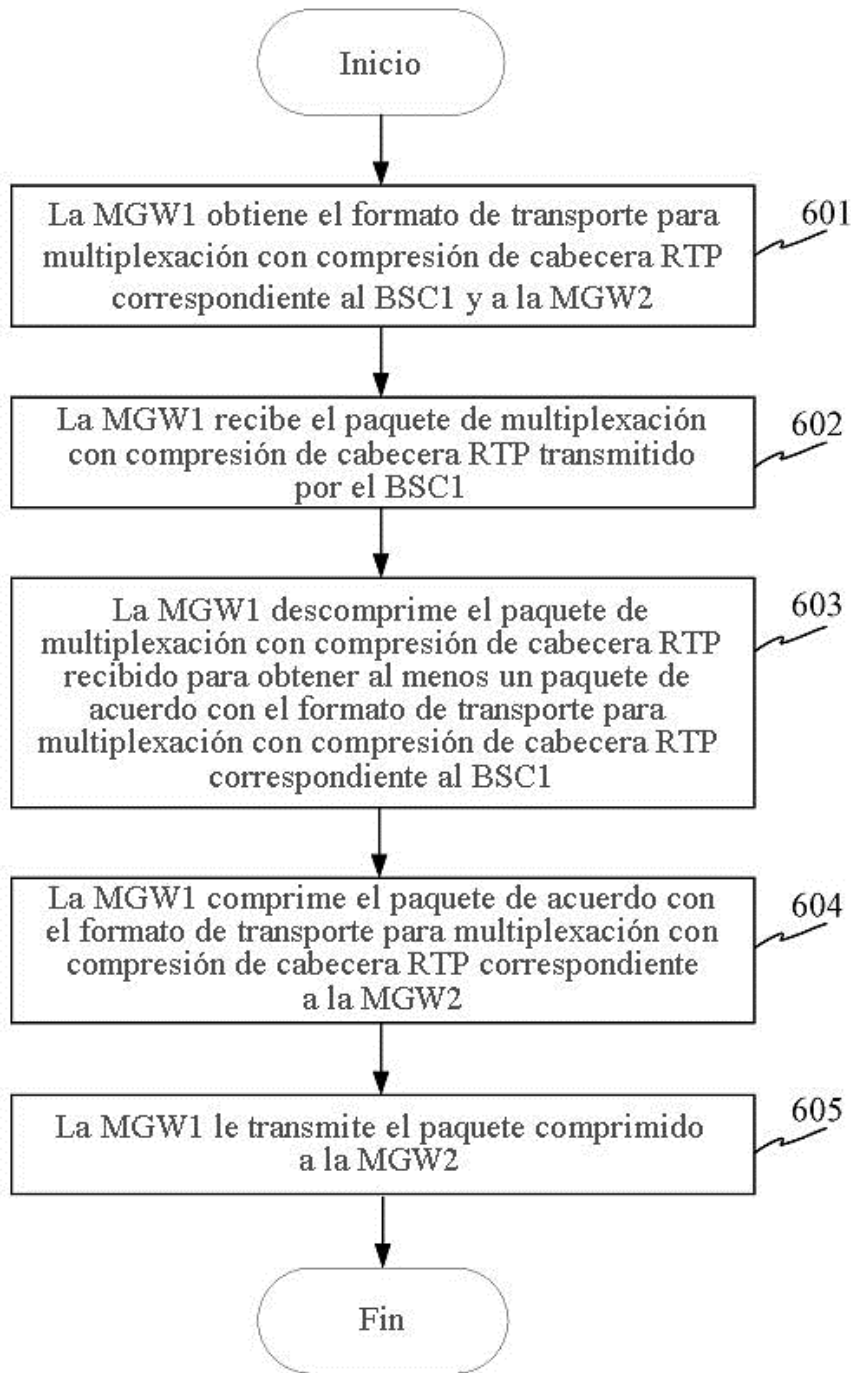 Inicio
La MGW1 obtiene el formato de transporte para
multiplexación con compresión de cabecera RTP
correspondiente al BSC1 y a la MGW2
601
La MGW1 recibe el paquete de multiplexación
con compresión de cabecera RTP transmitido
por el BSC1
602
La MGW1 descomprime el paquete de
multiplexación con compresión de cabecera RTP
recibido para obtener al menos un paquete de
acuerdo con el formato de transporte para
multiplexación con compresión de cabecera RTP
correspondiente al BSC1
603
La MGW1 comprime el paquete de acuerdo con
el formato de transporte para multiplexación con
compresión de cabecera RTP correspondiente
a la MGW2
604
La MGW1 le transmite el paquete comprimido
a la MGW2
605
Fin